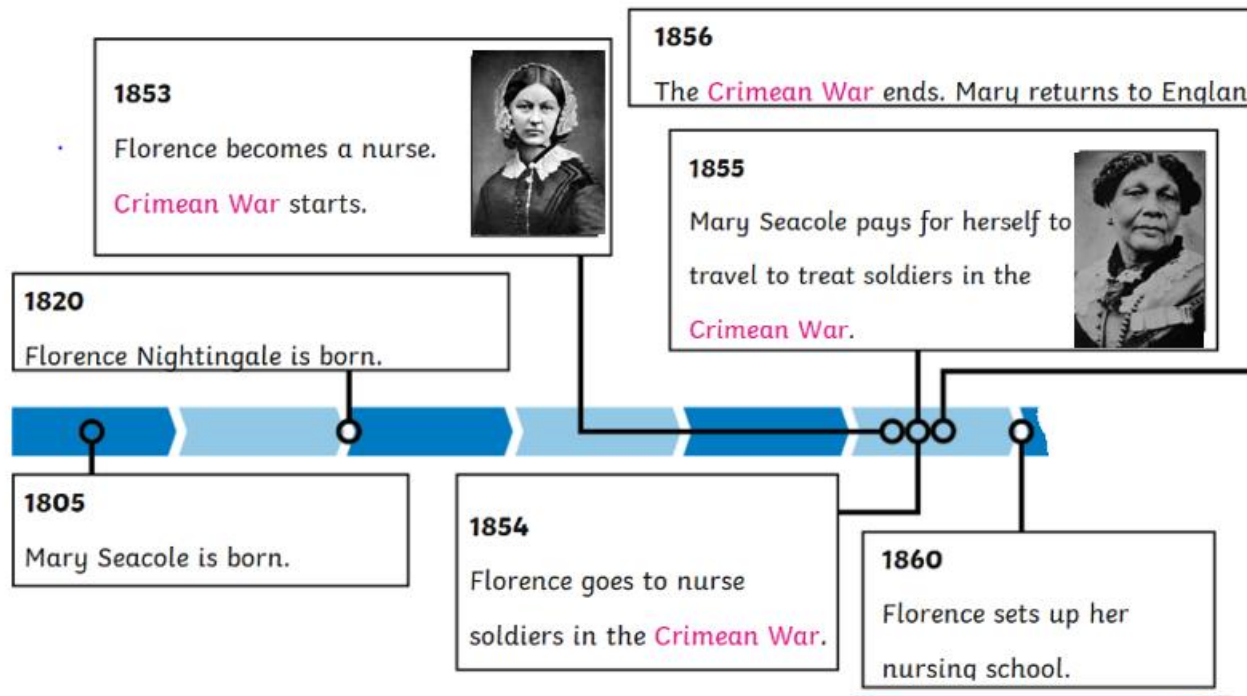 1853
Florence becomes a nurse.
Crimean War starts.
1856
The Crimean War ends. Mary returns to Englan
1855
Mary Seacole pays for herself to
travel to treat soldiers in the
Crimean War.
1820
Florence Nightingale is born.
1805
Mary Seacole is born.
1854
Florence goes to nurse
soldiers in the Crimean War.
1860
Florence sets up her
nursing school.